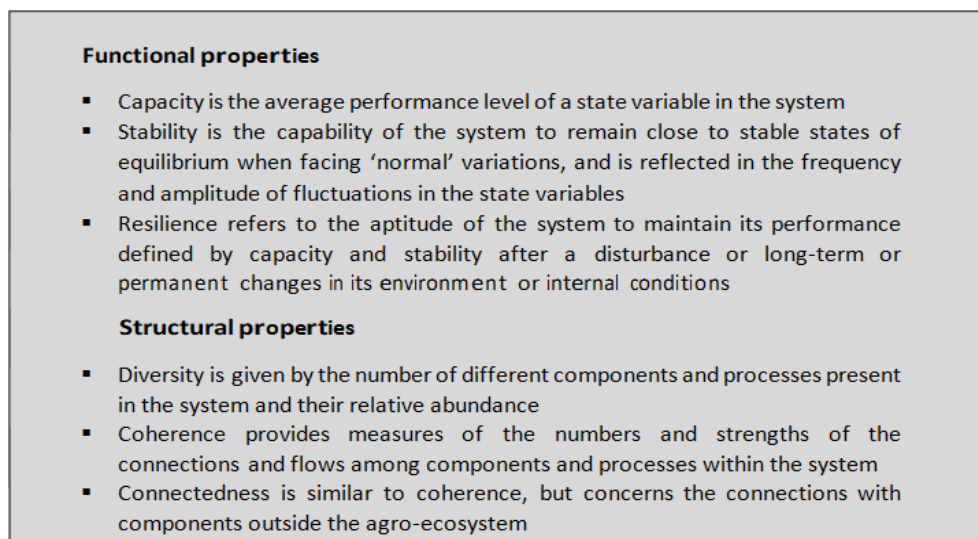 Functional properties
▪ Capacity is the average performance level of a state variable in the system
▪ Stability is the capability of the system to remain close to stable states of
equilibrium when facing ‘normal’ variations, and is reflected in the frequency
and amplitude of fluctuations in the state variables
▪ Resilience refers to the aptitude of the system to maintain its performance
defined by capacity and stability after a disturbance or long-term or
permanent changes in its environment or internal conditions
Structural properties
▪ Diversity is given by the number of different components and processes present
in the system and their relative abundance
▪ Coherence provides measures of the numbers and strengths of the
connections and flows among components and processes within the system
▪ Connectedness is similar to coherence, but concerns the connections with
components outside the agro-ecosystem